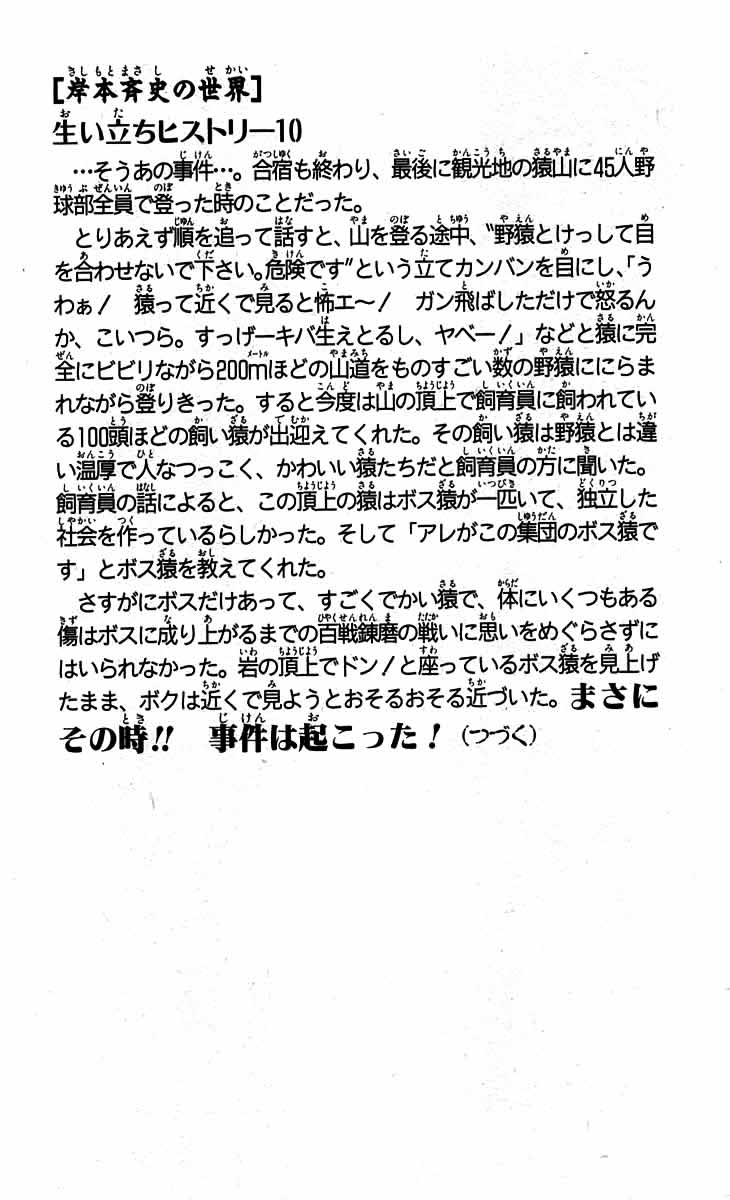 [岸本斉史の世界]
生い立ちヒストリー10
…そうあの事件…。合宿も終わり、最後に観光地の猿山に45人野
球部全員で登った時のことだった。
とりあえず順を追って話すと、山を登る途中、〝野猿とけっして目
を合わせないで下さい。危険です〟という立てカンバンを目にし、「う
わぁ! 猿って近くで見ると怖エ〜! ガン飛ばしただけで怒るん
か、こいつら。すっげーキバ生えとるし、ヤベー!」などと猿に完
全にビビりながら200mほどの山道をものすごい数の野猿ににらま
れながら登りきった。すると今度は山の頂上で飼育員に飼われてい
る100頭ほどの飼い猿が出迎えてくれた。その飼い猿は野猿とは違
い温厚で人なつっこく、かわいい猿たちだと飼育員の方に聞いた。
飼育員の話によると、この頂上の猿はボス猿が一匹いて、独立した
社会を作っているらしかった。そして「アレがこの集団のボス猿で
す」とボス猿を教えてくれた。
さすがにボスだけあって、すごくでかい猿で、体にいくつもある
傷はボスに成り上がるまでの百戦錬磨の戦いに思いをめぐらさずに
はいられなかった。岩の頂上でドン!と座っているボス猿を見上げ
たまま、ボクは近くで見ようとおそるおそる近づいた。まさに
その時!! 事件は起こった! (つづく)